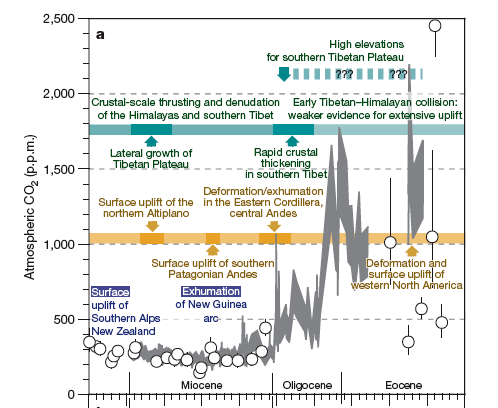 2,500
a
High elevations
for southern Tibetan Plateau
??? ???
2,000
Crustal-scale thrusting and denudation
of the Himalayas and southern Tibet
Early Tibetan–Himalayan collision:
weaker evidence for extensive uplift
Lateral growth of
Tibetan Plateau
Rapid crustal
thickening
in southern Tibet
1,500
Atmospheric CO2 (p.p.m.)
Surface uplift of the
northern Altiplano
Deformation/exhumation
in the Eastern Cordillera,
central Andes
1,000
Surface uplift of southern
Patagonian Andes
Deformation and
surface uplift of
western North America
Surface
uplift of
Southern Alps
New Zealand
Exhumation
of New Guinea
arc
500
0
Miocene
Oligocene
Eocene